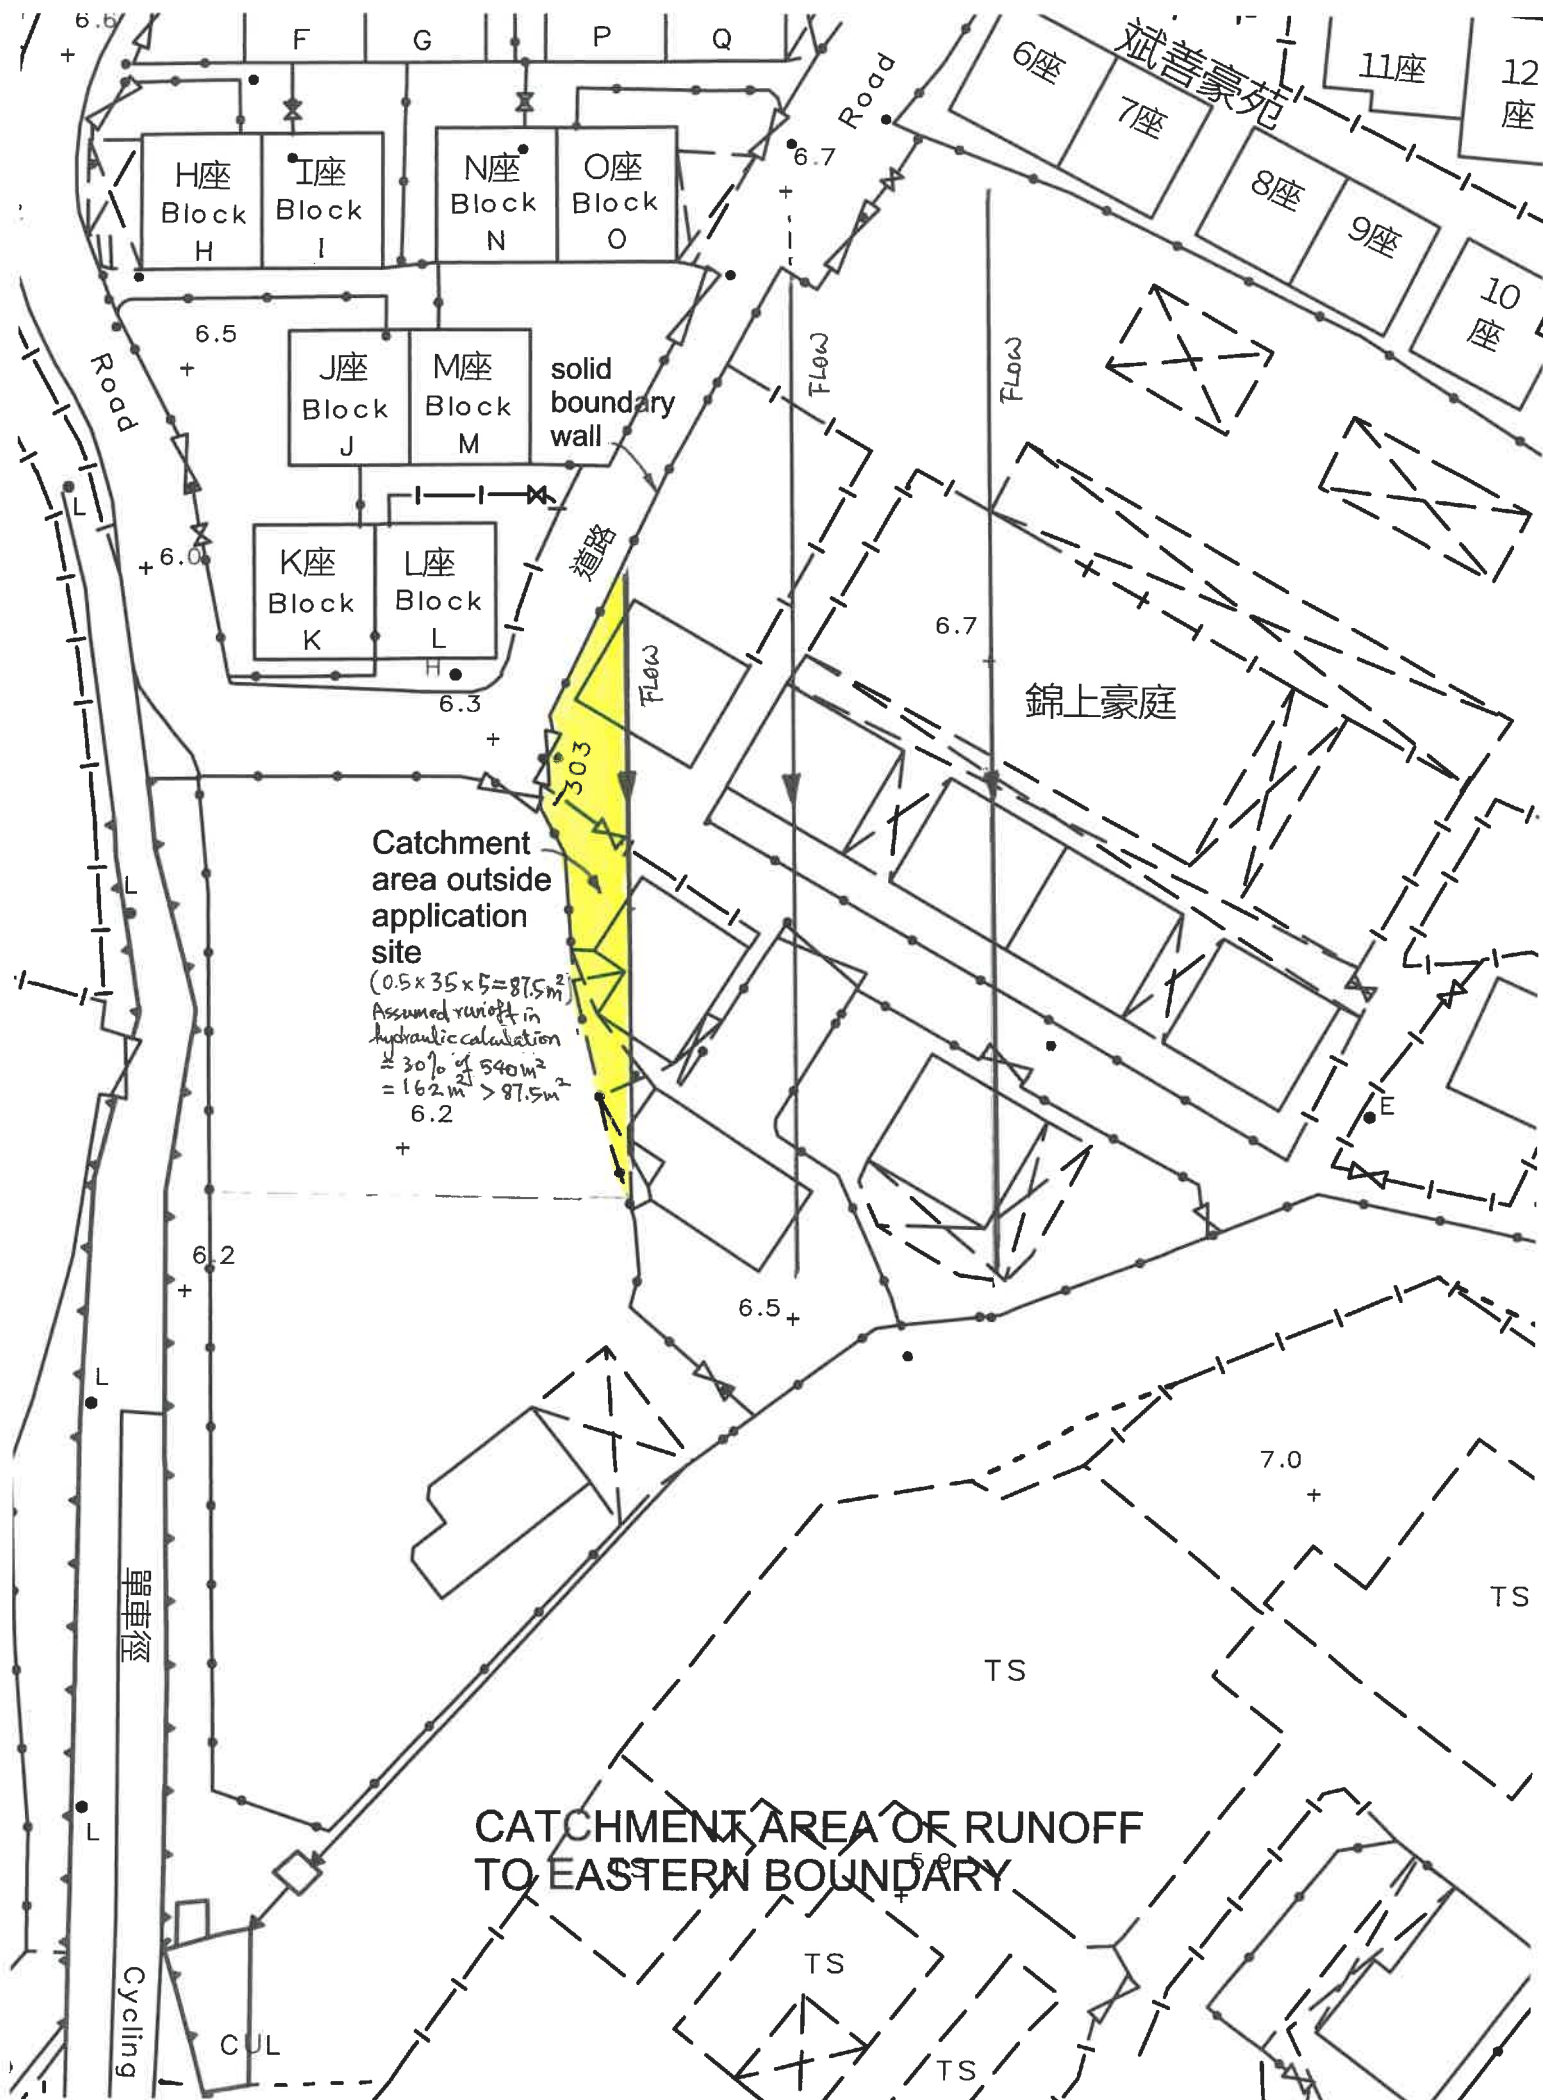 6.6
F
G
P
Q
Road
6座
7座
斌善豪苑
11座
12
座
6.7
H座
Block
H
I座
Block
I
N座
Block
N
O座
Block
O
8座
9座
10
座
6.5
Road
J座
Block
J
M座
Block
M
solid
boundary
wall
FLOW
FLOW
L
6.0
K座
Block
K
L座
Block
L
H
道路
6.3
FLOW
6.7
錦上豪庭
303
Catchment
area outside
application
site
(0.5x35x5=87.5m²)
Assumed runoff in
hydraulic calculation
= 30% of 540m²
= 162m² > 87.5m²
6.2
L
E
6.2
6.5
L
7.0
TS
TS
單車徑
L
CATCHMENT AREA OF RUNOFF
TO EASTERN BOUNDARY
TS
5.9
TS
Cycling
CUL
TS